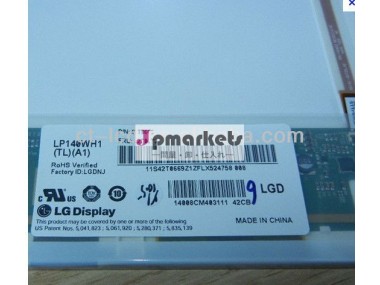 LP140WH1
(TL)(A1)
RoHS Verified
Factory ID:LGDNJ
Jpmarkets
11S42T0669Z1ZFLX524758 008
LGD
LG Display
14006CM403111 42CB
9
MADE IN CHINA
This product may be covered by one or more of the following
US Patent Nos. 5,041,823 ; 5,061,920 ; 5,280,371 ; 5,835,139